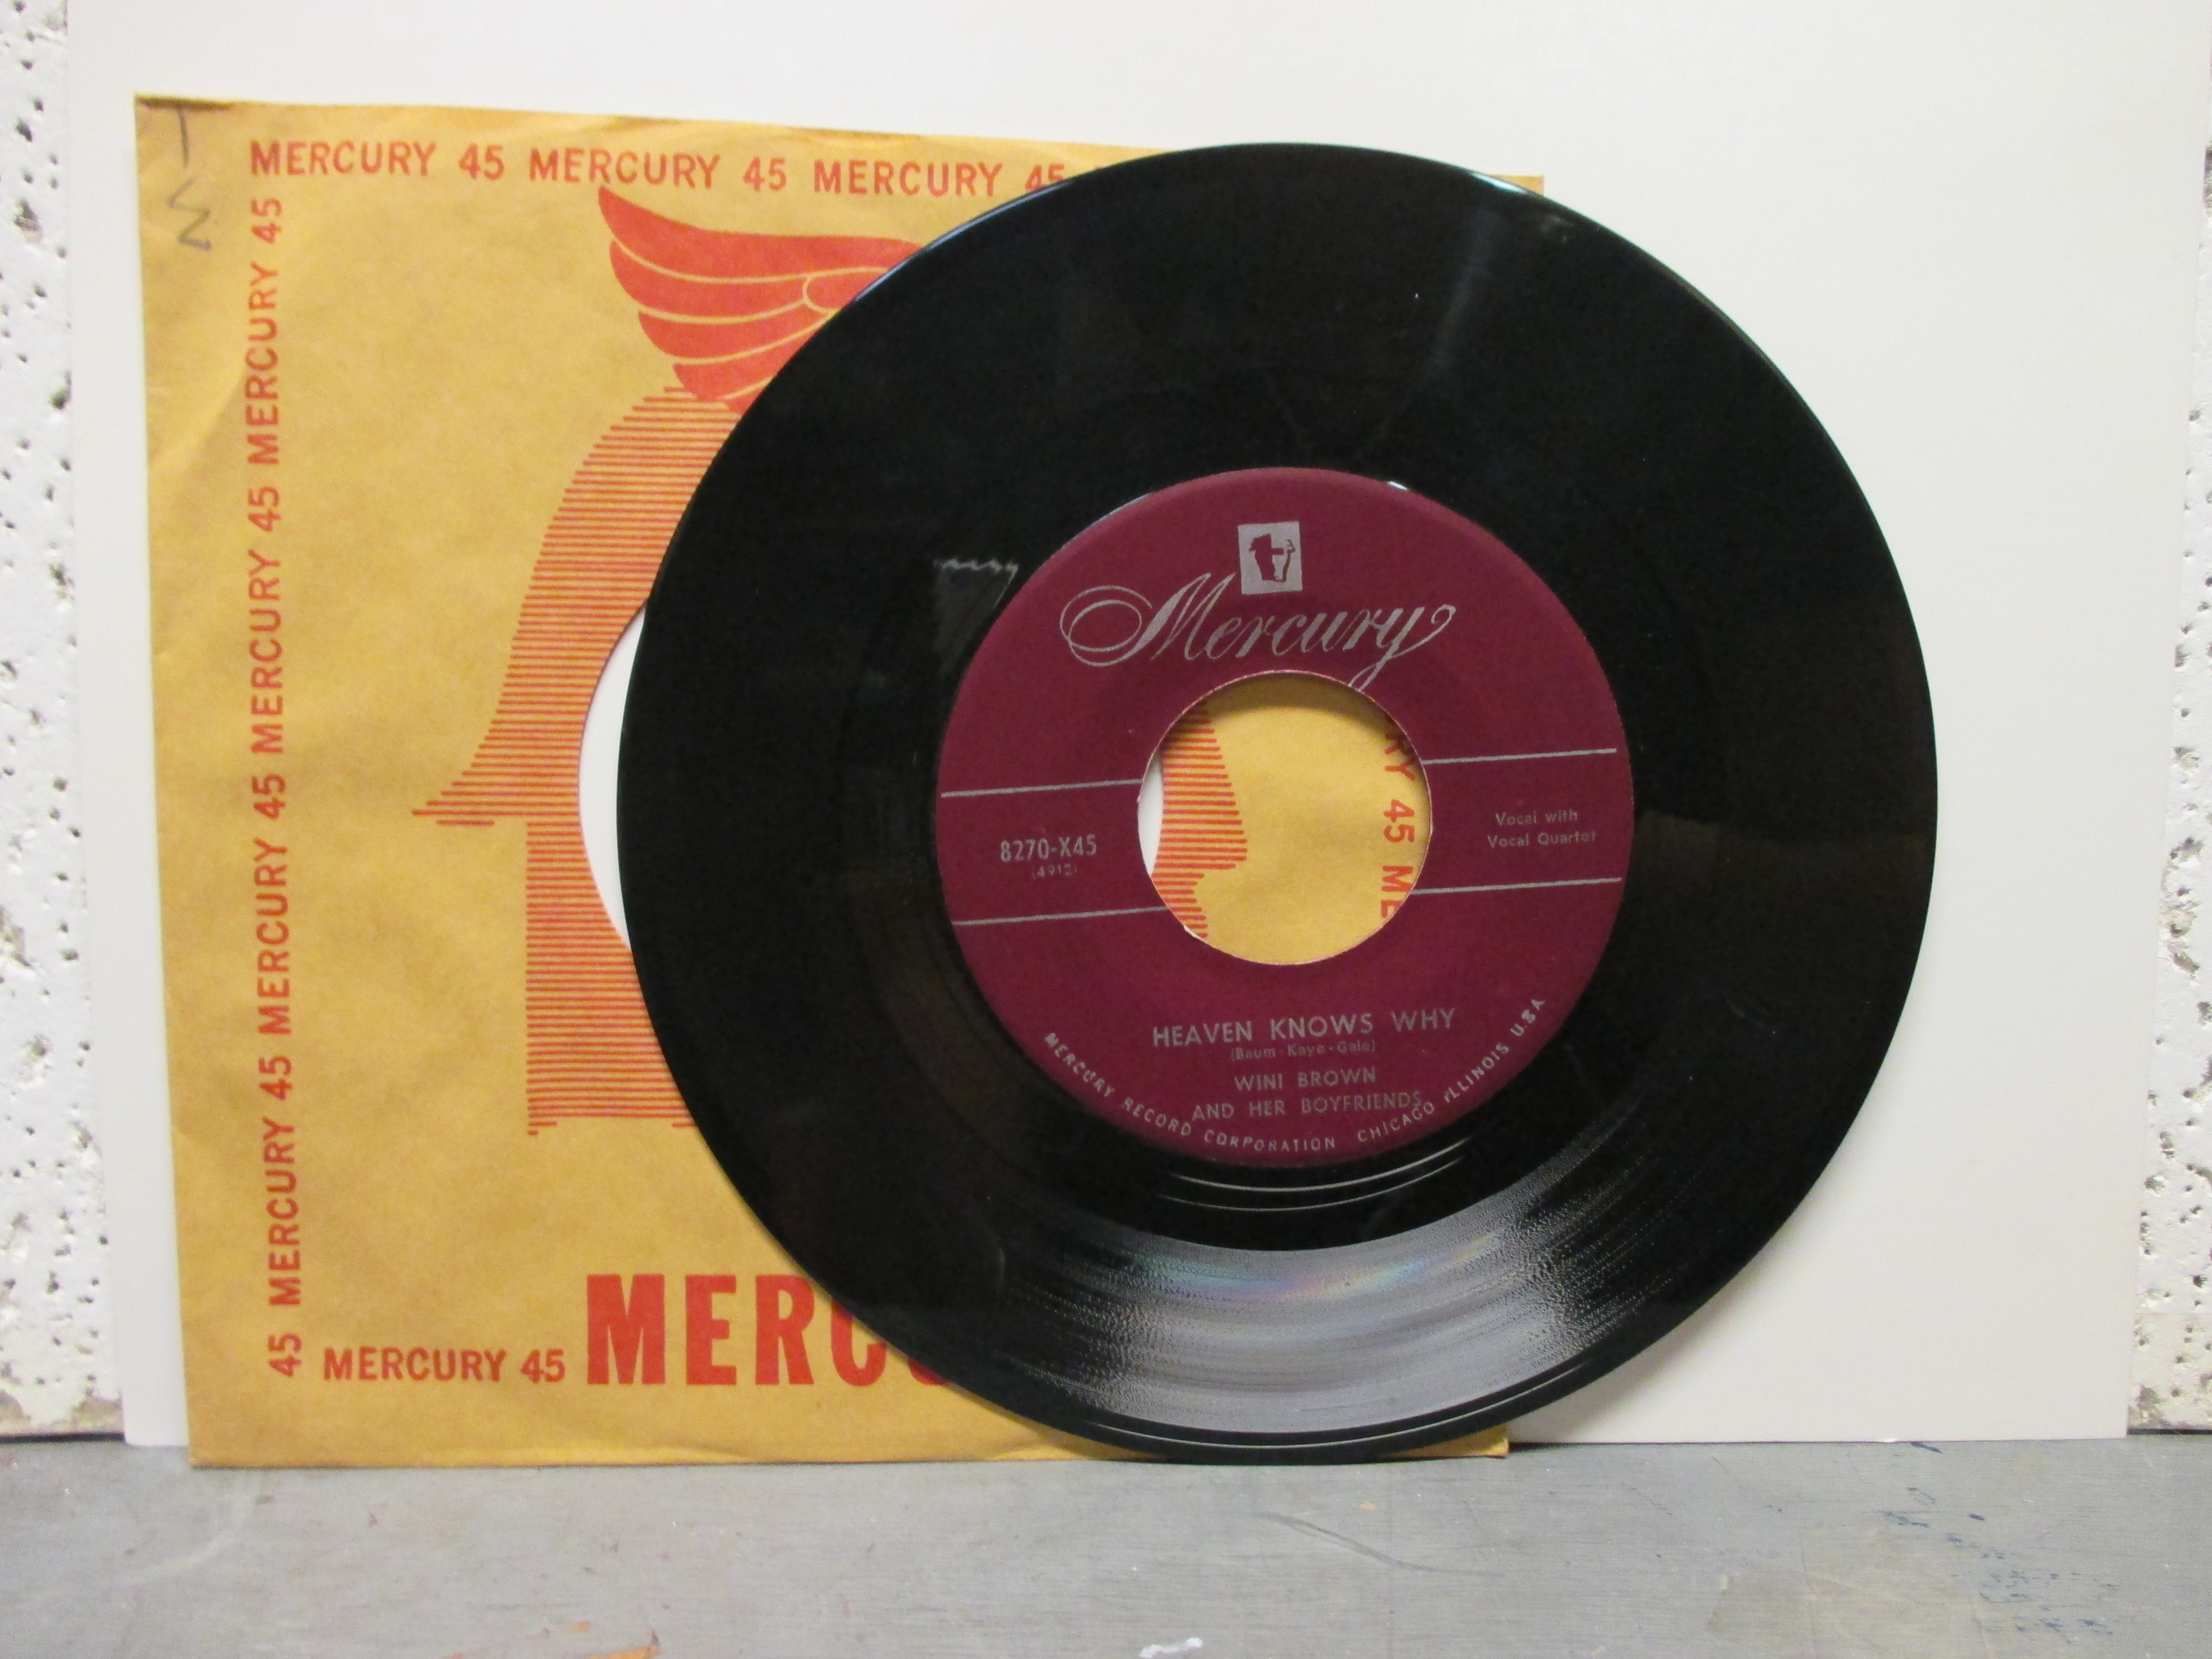 MERCURY 45 MERCURY 45 MERCURY 45
45 MERCURY 45 MERCURY 45 MERCURY 45 MERCURY 45
MERCURY 45
MERC
Mercury
RY 45 ME
8270-X45
(4912)
Vocal with
Vocal Quartet
HEAVEN KNOWS WHY
(Baum-Kaye-Gale)
WINI BROWN
AND HER BOYFRIENDS
MERCURY RECORD CORPORATION CHICAGO ILLINOIS U.S.A